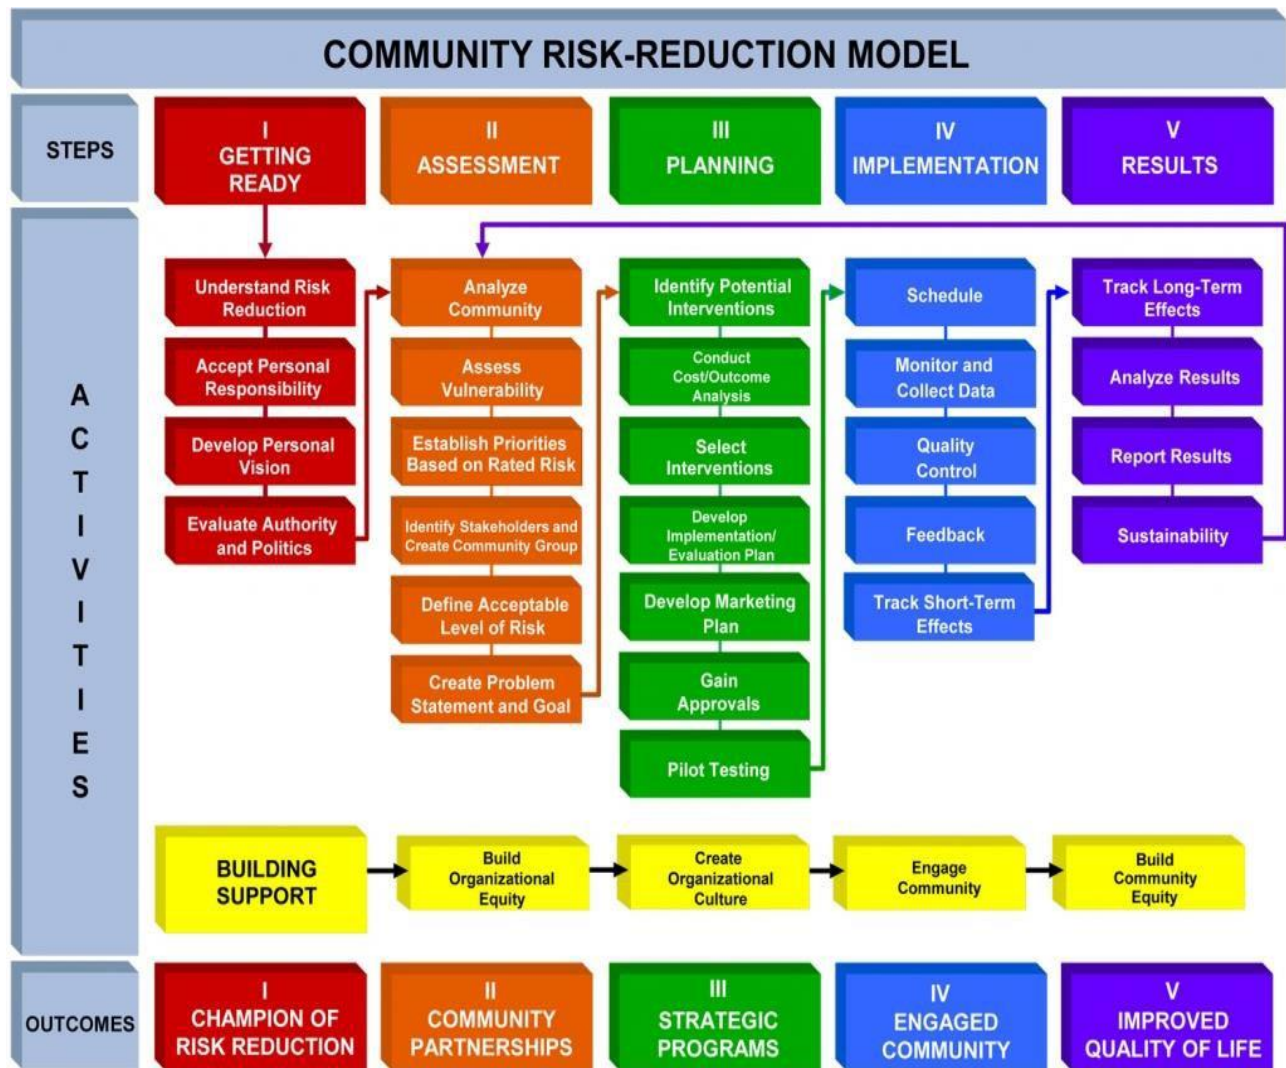 COMMUNITY RISK-REDUCTION MODEL
STEPS
I
GETTING
READY
II
ASSESSMENT
III
PLANNING
IV
IMPLEMENTATION
V
RESULTS
ACTIVITIES
Understand Risk
Reduction
Accept Personal
Responsibility
Develop Personal
Vision
Evaluate Authority
and Politics
Analyze
Community
Assess
Vulnerability
Establish Priorities
Based on Rated Risk
Identify Stakeholders and
Create Community Group
Define Acceptable
Level of Risk
Create Problem
Statement and Goal
Identify Potential
Interventions
Conduct
Cost/Outcome
Analysis
Select
Interventions
Develop
Implementation/
Evaluation Plan
Develop Marketing
Plan
Gain
Approvals
Pilot Testing
Schedule
Monitor and
Collect Data
Quality
Control
Feedback
Track Short-Term
Effects
Track Long-Term
Effects
Analyze Results
Report Results
Sustainability
BUILDING
SUPPORT
Build
Organizational
Equity
Create
Organizational
Culture
Engage
Community
Build
Community
Equity
OUTCOMES
I
CHAMPION OF
RISK REDUCTION
II
COMMUNITY
PARTNERSHIPS
III
STRATEGIC
PROGRAMS
IV
ENGAGED
COMMUNITY
V
IMPROVED
QUALITY OF LIFE